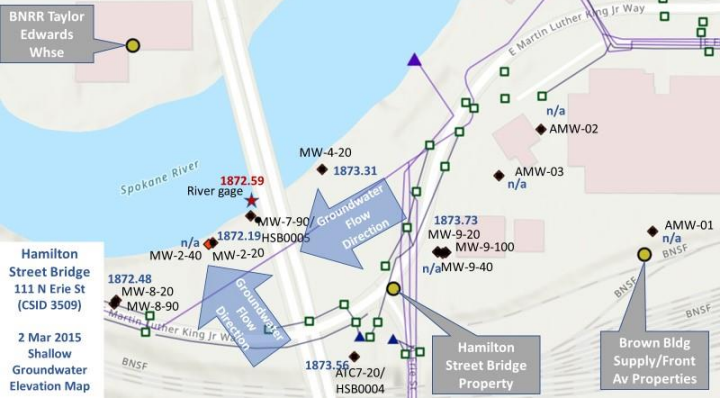 BNRR Taylor
Edwards
Whse
E Martin Luther King Jr Way
n/a
AMW-02
MW-4-20
1873.31
AMW-03
n/a
Spokane River
1872.59
River gage
Groundwater
Flow
Direction
MW-7-90/
HSB0005
1873.73
MW-9-20
MW-9-100
n/a
MW-9-40
AMW-01
n/a
BNSF
BNSF
n/a
1872.19
MW-2-40
MW-2-20
Hamilton
Street Bridge
111 N Erie St
(CSID 3509)
2 Mar 2015
Shallow
Groundwater
Elevation Map
1872.48
MW-8-20
MW-8-90
Martin Luther King Jr Way
Groundwater
Flow
Direction
BNSF
BNSF
1873.56
ATC7-20/
HSB0004
Hamilton
Street Bridge
Property
Brown Bldg
Supply/Front
Av Properties